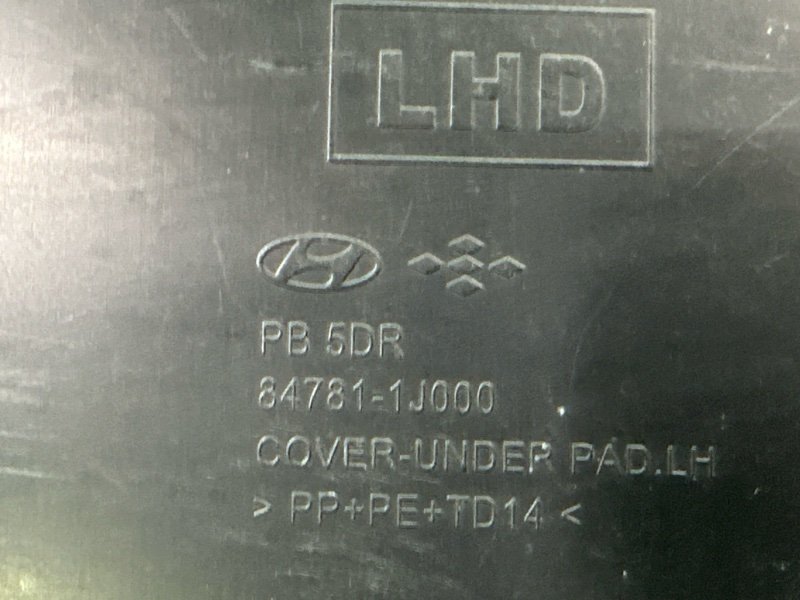 LHD
PB 5DR
84781-1J000
COVER-UNDER PAD.LH
> PP+PE+TD14 <